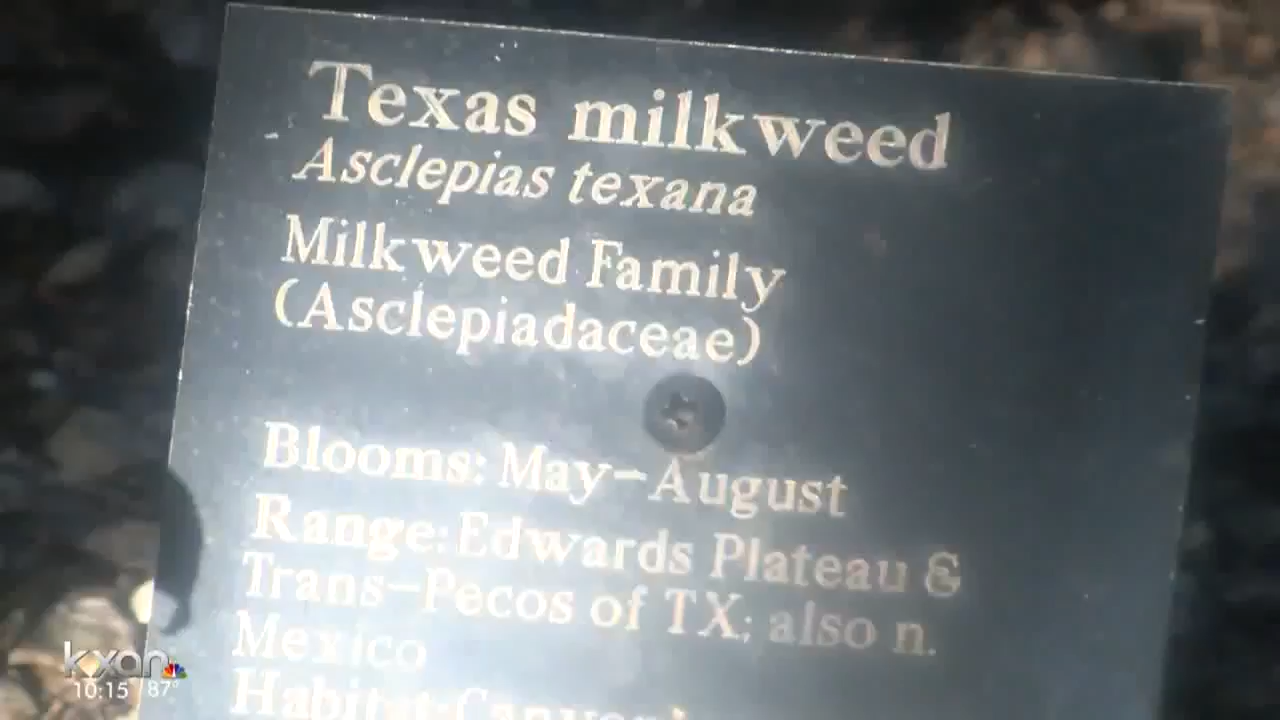 Texas milkweed
Asclepias texana
Milkweed Family
(Asclepiadaceae)
Blooms: May-August
Range: Edwards Plateau &
Trans-Pecos of TX; also n.
Mexico
Habitat:
kxan
10:15 87°